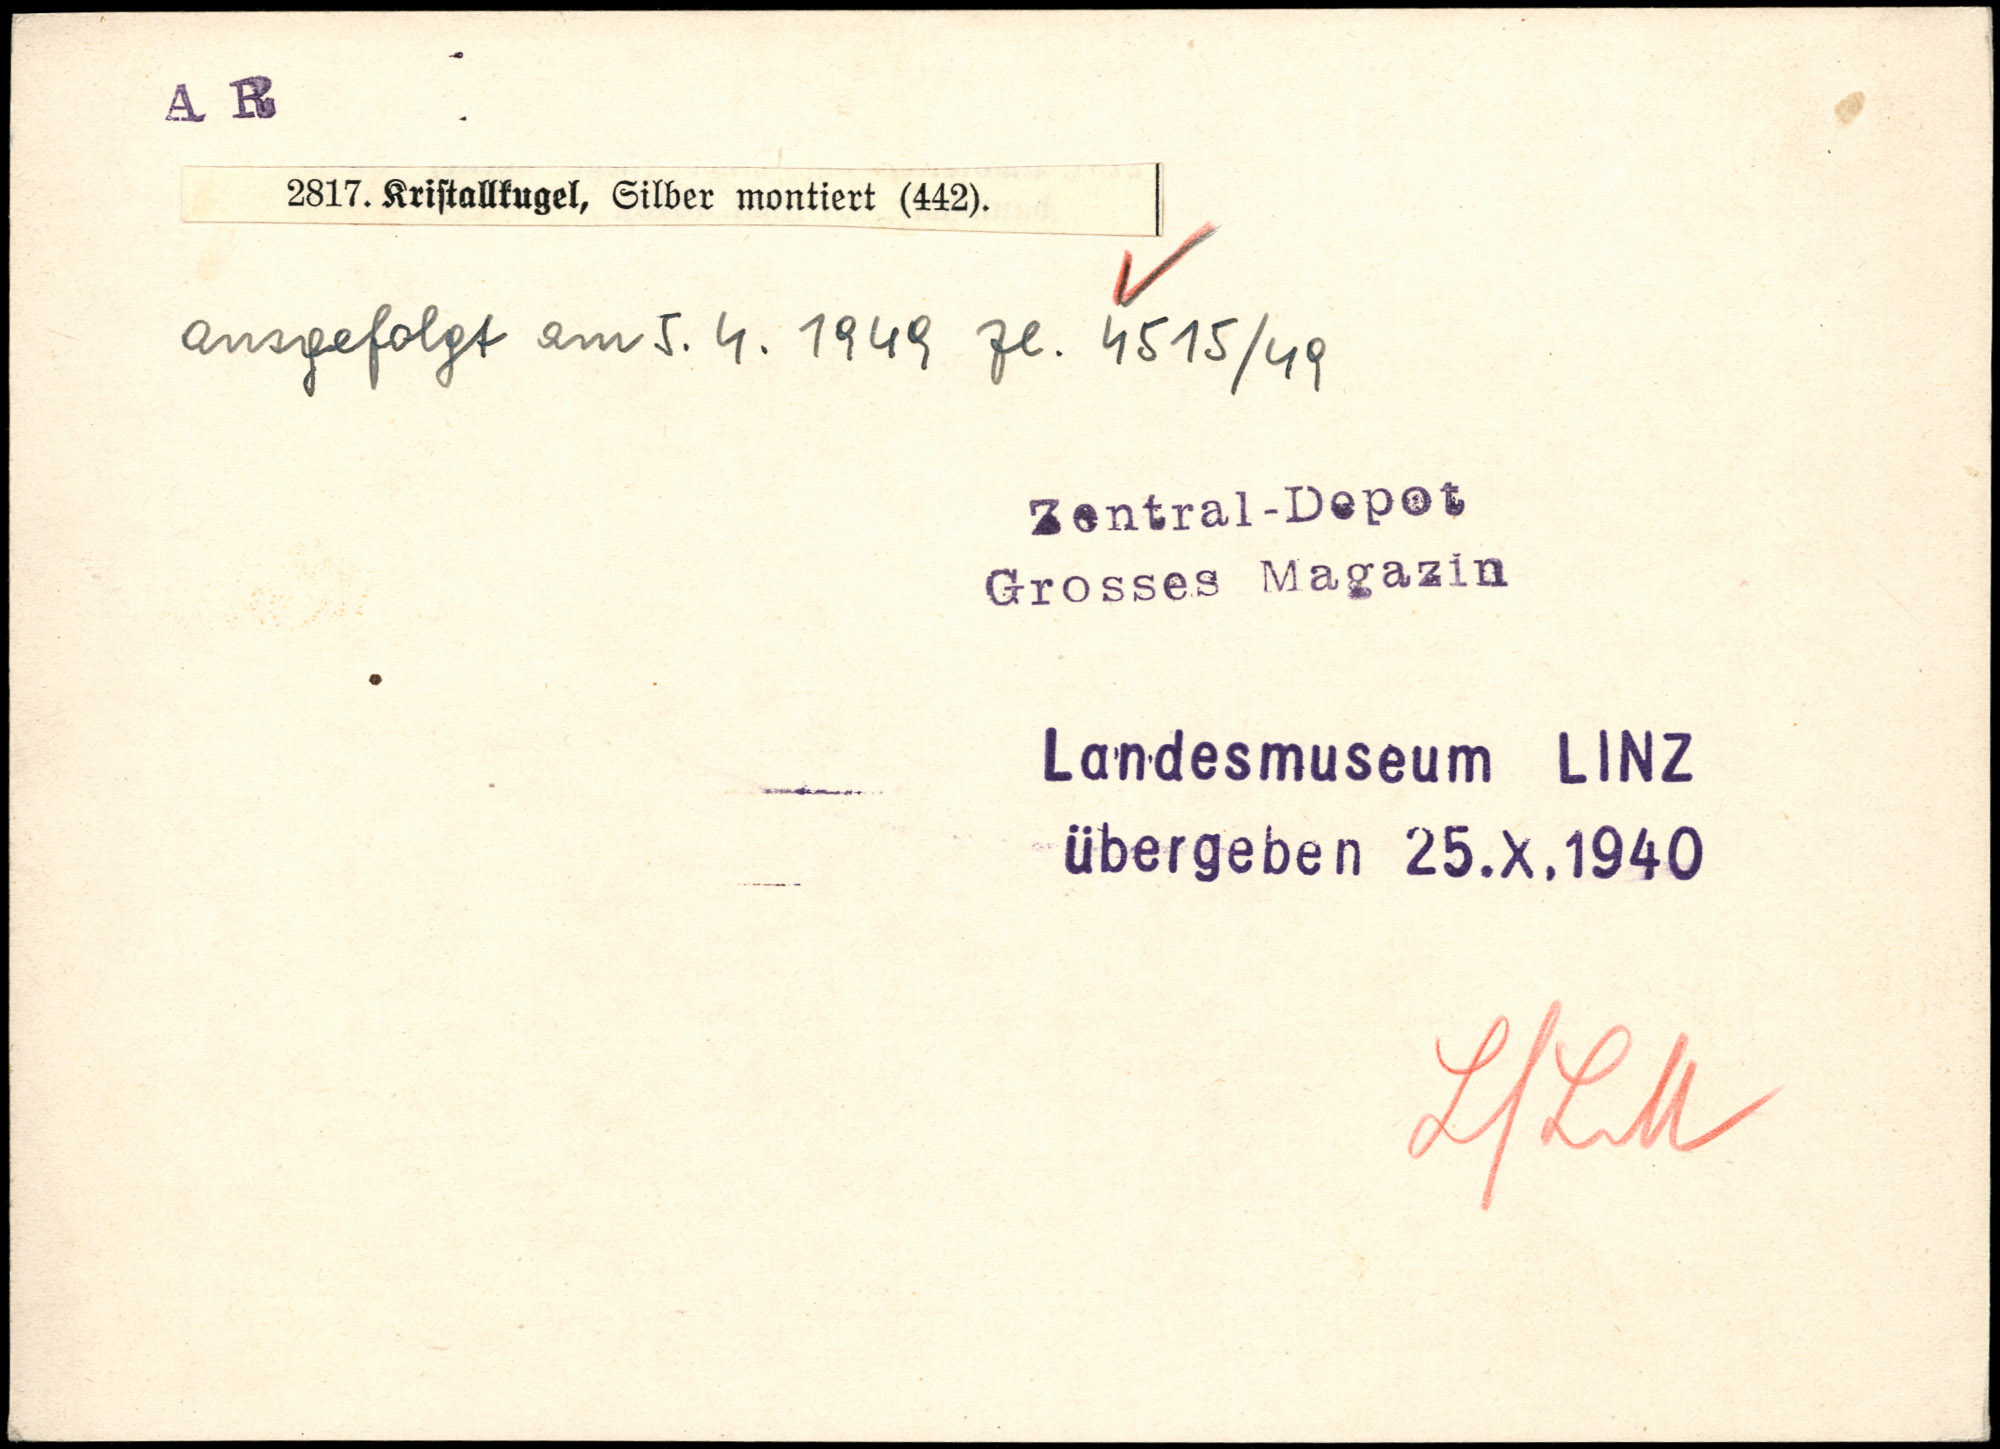 A R
2817. Kristallkugel, Silber montiert (442).
ausgefolgt am 5. 4. 1949 Zl. 4515/49
Zentral-Depot
Grosses Magazin
Landesmuseum LINZ
übergeben 25.X.1940